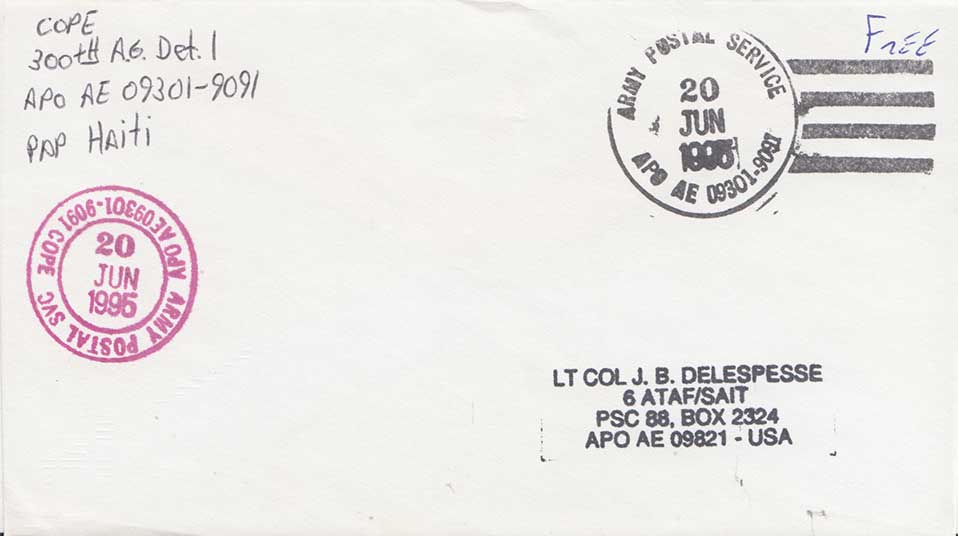 COPE
300tH A.G. Det. 1
APO AE 09301-9091
PAP Haiti
FREE
ARMY POSTAL SERVICE
20
JUN
1995
APO AE 09301-9091
APO AE09301-9091 COPE
20
JUN
1995
ARMY POSTAL SVC
LT COL J. B. DELESPESSE
6 ATAF/SAIT
PSC 88, BOX 2324
APO AE 09821 - USA